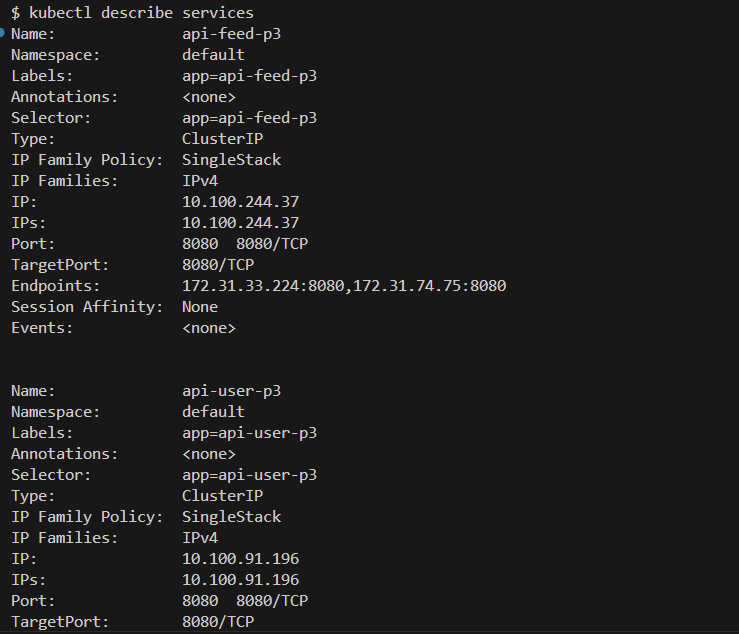 $ kubectl describe services
Name:              api-feed-p3
Namespace:         default
Labels:            app=api-feed-p3
Annotations:       <none>
Selector:          app=api-feed-p3
Type:              ClusterIP
IP Family Policy:  SingleStack
IP Families:       IPv4
IP:                10.100.244.37
IPs:               10.100.244.37
Port:              8080  8080/TCP
TargetPort:        8080/TCP
Endpoints:         172.31.33.224:8080,172.31.74.75:8080
Session Affinity:  None
Events:            <none>
Name:              api-user-p3
Namespace:         default
Labels:            app=api-user-p3
Annotations:       <none>
Selector:          app=api-user-p3
Type:              ClusterIP
IP Family Policy:  SingleStack
IP Families:       IPv4
IP:                10.100.91.196
IPs:               10.100.91.196
Port:              8080  8080/TCP
TargetPort:        8080/TCP